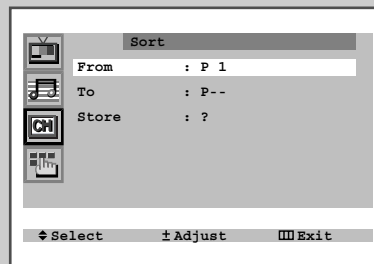 Sort
From : P 1
To : P--
Store : ?
CH
Select ± Adjust Exit